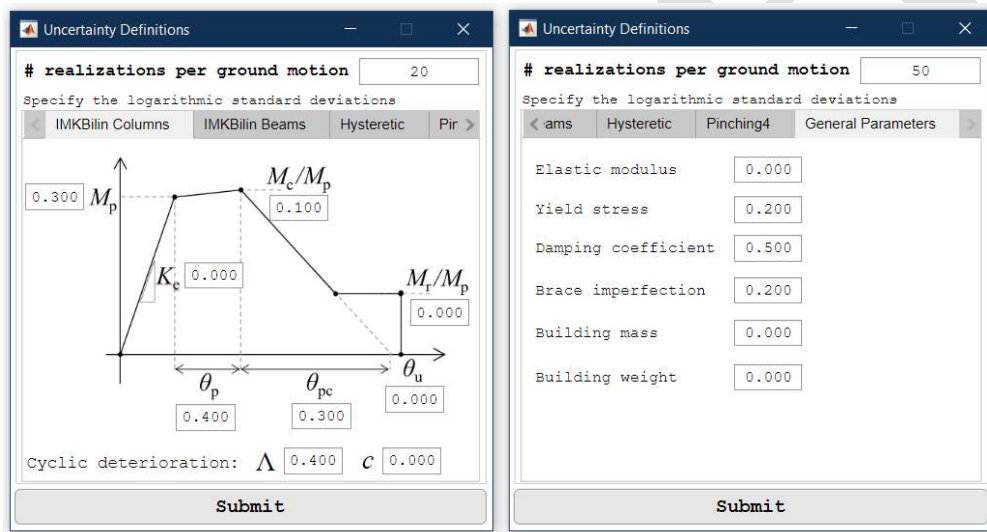 Uncertainty Definitions
# realizations per ground motion 20
Specify the logarithmic standard deviations
IMKBilin Columns IMKBilin Beams Hysteretic Pir
0.300 Mp
Mc/Mp
0.100
Ke 0.000
Mr/Mp
0.000
θp θpc θu
0.400 0.300 0.000
Cyclic deterioration: Λ 0.400 c 0.000
Submit
Uncertainty Definitions
# realizations per ground motion 50
Specify the logarithmic standard deviations
ams Hysteretic Pinching4 General Parameters
Elastic modulus 0.000
Yield stress 0.200
Damping coefficient 0.500
Brace imperfection 0.200
Building mass 0.000
Building weight 0.000
Submit